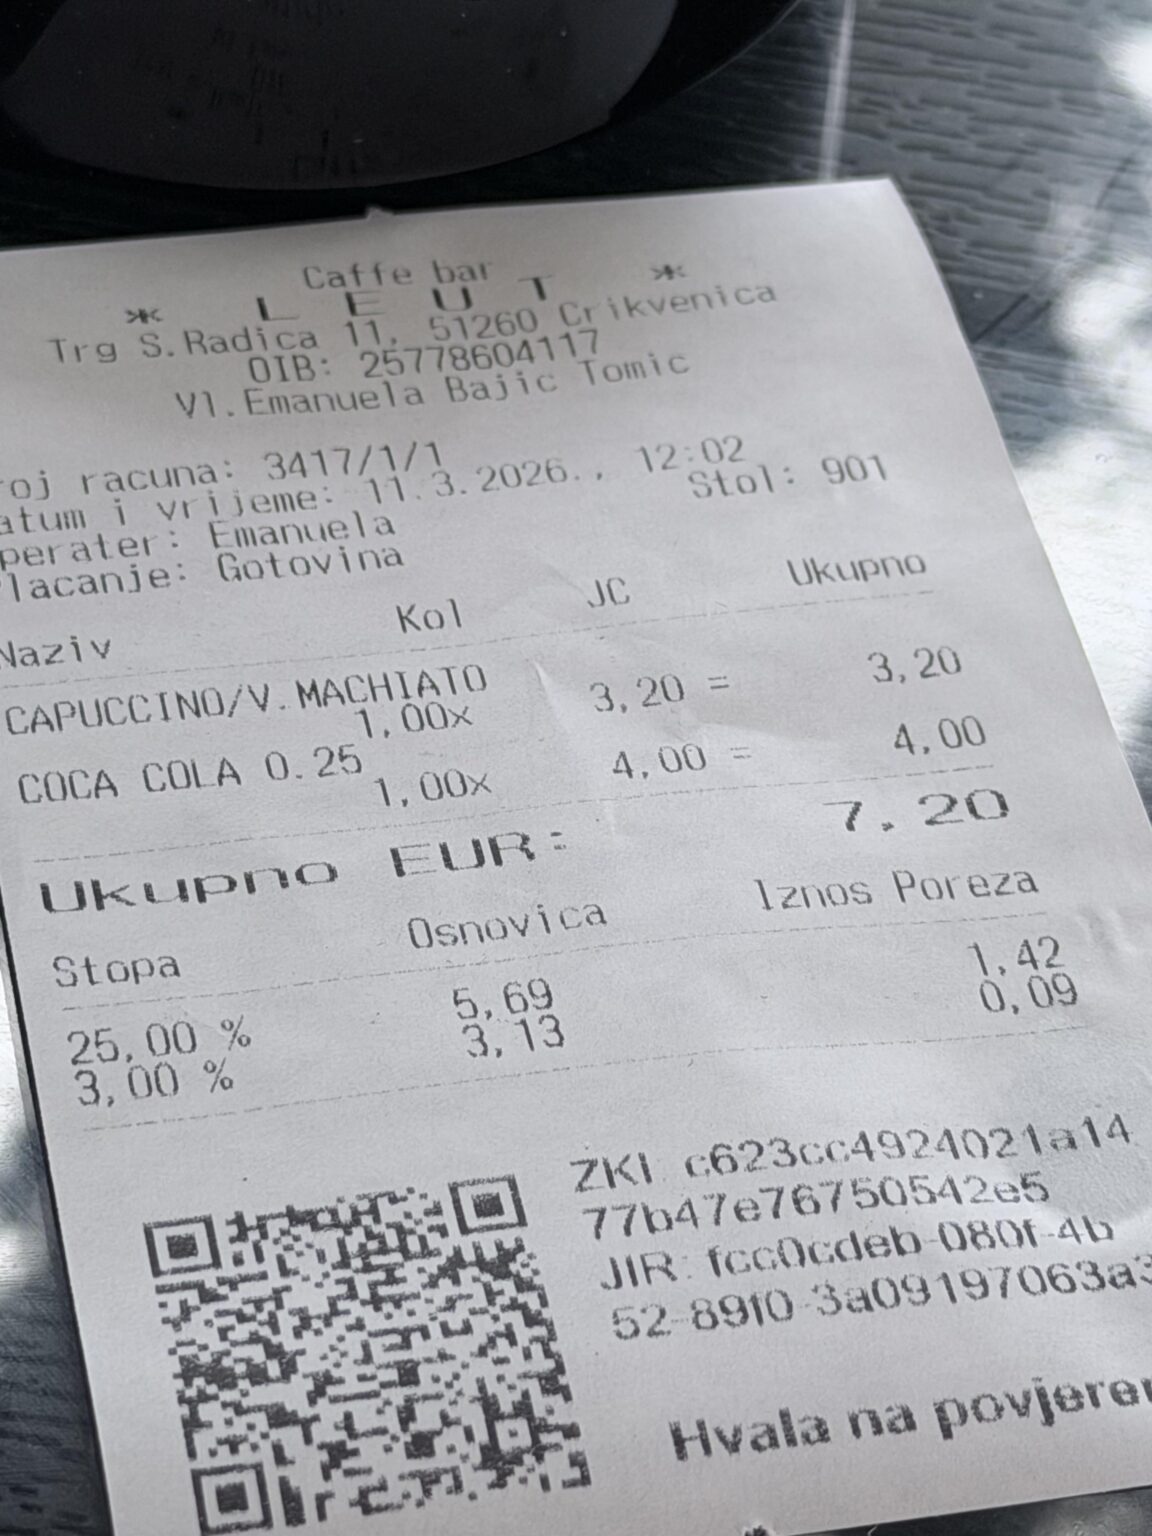 Caffe bar
* L E U T *
Trg S.Radica 11, 51260 Crikvenica
OIB: 25778604117
Vl.Emanuela Bajic Tomic
oj racuna: 3417/1/1
atum i vrijeme: 11.3.2026., 12:02
perater: Emanuela Stol: 901
lacanje: Gotovina
Naziv Kol JC Ukupno
CAPUCCINO/V.MACHIATO
1,00x 3,20 = 3,20
COCA COLA 0.25
1,00x 4,00 = 4,00
Ukupno EUR: 7,20
Stopa Osnovica Iznos Poreza
25,00 % 5,69 1,42
3,00 % 3,13 0,09
ZKI: c623cc4924021a14
77b47e76750542e5
JIR: fcc0cdeb-080f-4b
52-89f0-3a09197063a3
Hvala na povjeren